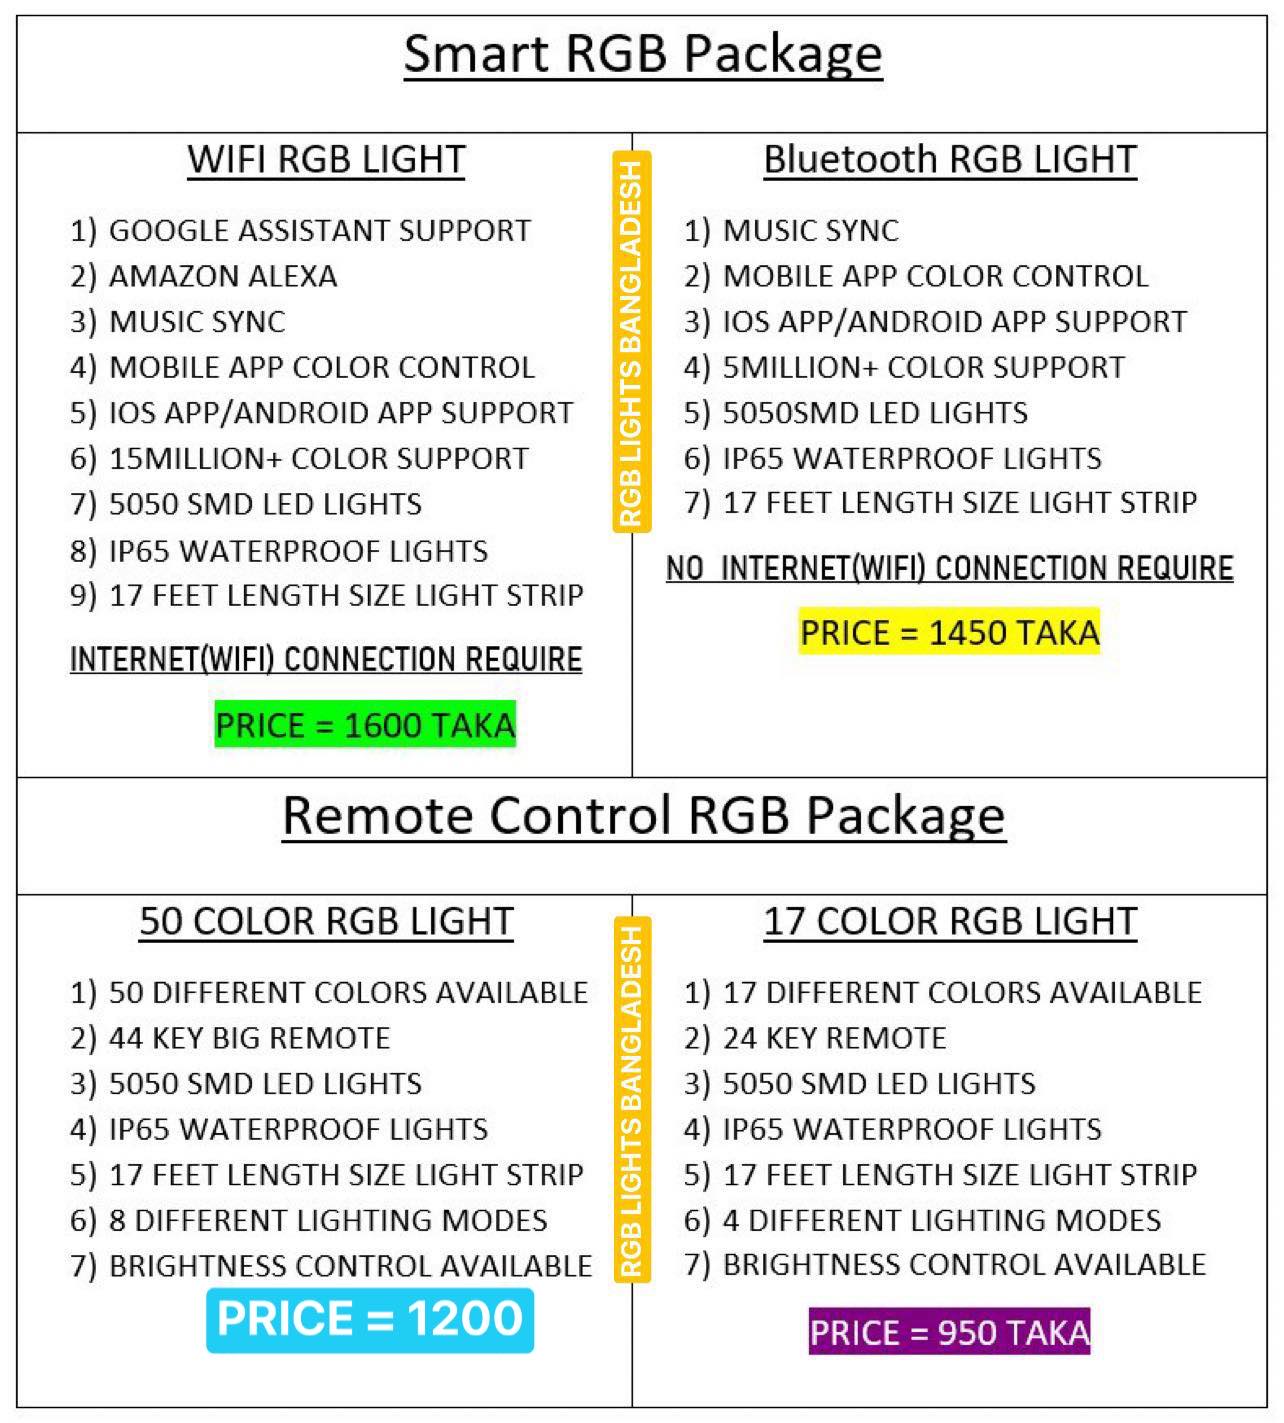 Smart RGB Package
WIFI RGB LIGHT
1) GOOGLE ASSISTANT SUPPORT
2) AMAZON ALEXA
3) MUSIC SYNC
4) MOBILE APP COLOR CONTROL
5) IOS APP/ANDROID APP SUPPORT
6) 15MILLION+ COLOR SUPPORT
7) 5050 SMD LED LIGHTS
8) IP65 WATERPROOF LIGHTS
9) 17 FEET LENGTH SIZE LIGHT STRIP
INTERNET(WIFI) CONNECTION REQUIRE
PRICE = 1600 TAKA
RGB LIGHTS BANGLADESH
Bluetooth RGB LIGHT
1) MUSIC SYNC
2) MOBILE APP COLOR CONTROL
3) IOS APP/ANDROID APP SUPPORT
4) 5MILLION+ COLOR SUPPORT
5) 5050SMD LED LIGHTS
6) IP65 WATERPROOF LIGHTS
7) 17 FEET LENGTH SIZE LIGHT STRIP
NO INTERNET(WIFI) CONNECTION REQUIRE
PRICE = 1450 TAKA
Remote Control RGB Package
50 COLOR RGB LIGHT
1) 50 DIFFERENT COLORS AVAILABLE
2) 44 KEY BIG REMOTE
3) 5050 SMD LED LIGHTS
4) IP65 WATERPROOF LIGHTS
5) 17 FEET LENGTH SIZE LIGHT STRIP
6) 8 DIFFERENT LIGHTING MODES
7) BRIGHTNESS CONTROL AVAILABLE
PRICE = 1200
RGB LIGHTS BANGLADESH
17 COLOR RGB LIGHT
1) 17 DIFFERENT COLORS AVAILABLE
2) 24 KEY REMOTE
3) 5050 SMD LED LIGHTS
4) IP65 WATERPROOF LIGHTS
5) 17 FEET LENGTH SIZE LIGHT STRIP
6) 4 DIFFERENT LIGHTING MODES
7) BRIGHTNESS CONTROL AVAILABLE
PRICE = 950 TAKA